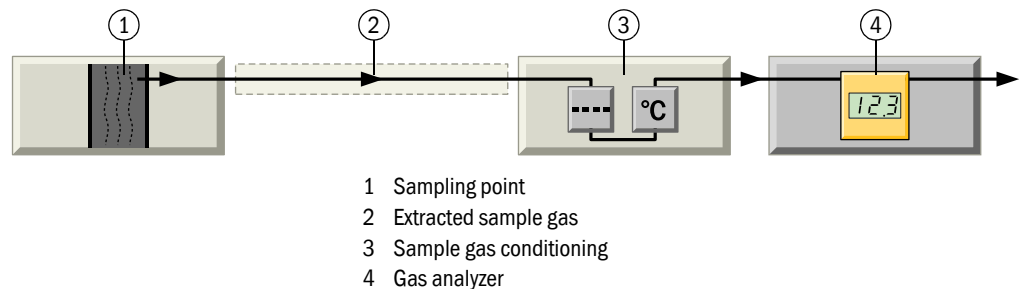 1 2 3 4
°C
12.3
1 Sampling point
2 Extracted sample gas
3 Sample gas conditioning
4 Gas analyzer